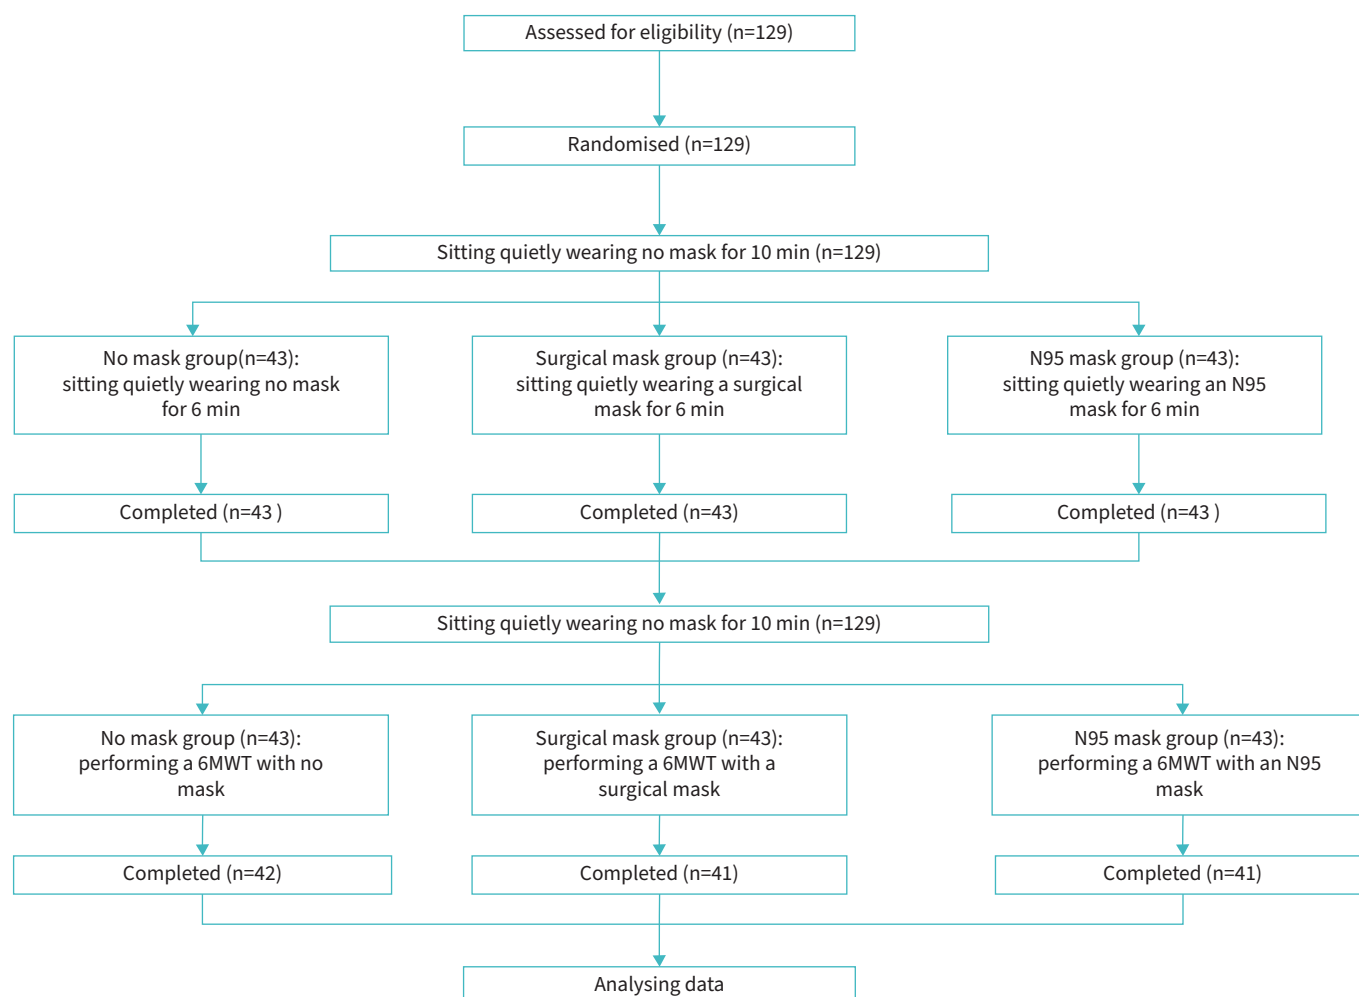 Assessed for eligibility (n=129)
Randomised (n=129)
Sitting quietly wearing no mask for 10 min (n=129)
No mask group(n=43):
sitting quietly wearing no mask
for 6 min
Surgical mask group (n=43):
sitting quietly wearing a surgical
mask for 6 min
N95 mask group (n=43):
sitting quietly wearing an N95
mask for 6 min
Completed (n=43 )
Completed (n=43)
Completed (n=43 )
Sitting quietly wearing no mask for 10 min (n=129)
No mask group (n=43):
performing a 6MWT with no
mask
Surgical mask group (n=43):
performing a 6MWT with a
surgical mask
N95 mask group (n=43):
performing a 6MWT with an N95
mask
Completed (n=42)
Completed (n=41)
Completed (n=41)
Analysing data